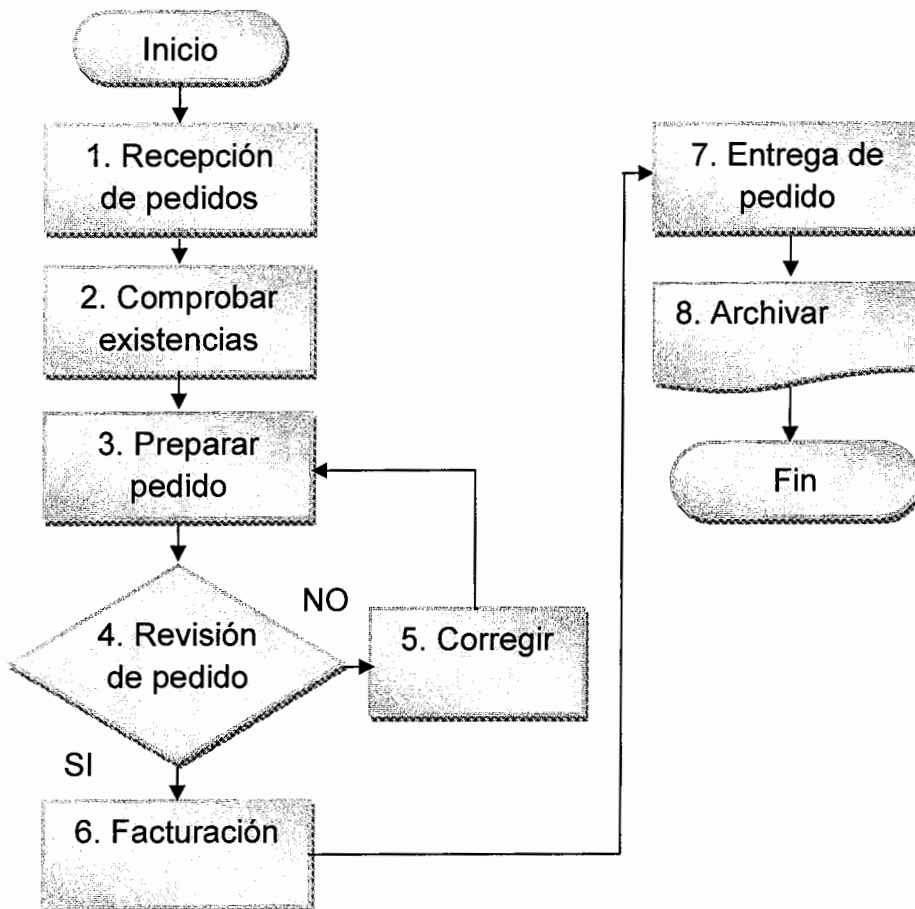 Inicio
1. Recepción
de pedidos
2. Comprobar
existencias
3. Preparar
pedido
4. Revisión
de pedido
NO
5. Corregir
SI
6. Facturación
7. Entrega de
pedido
8. Archivar
Fin